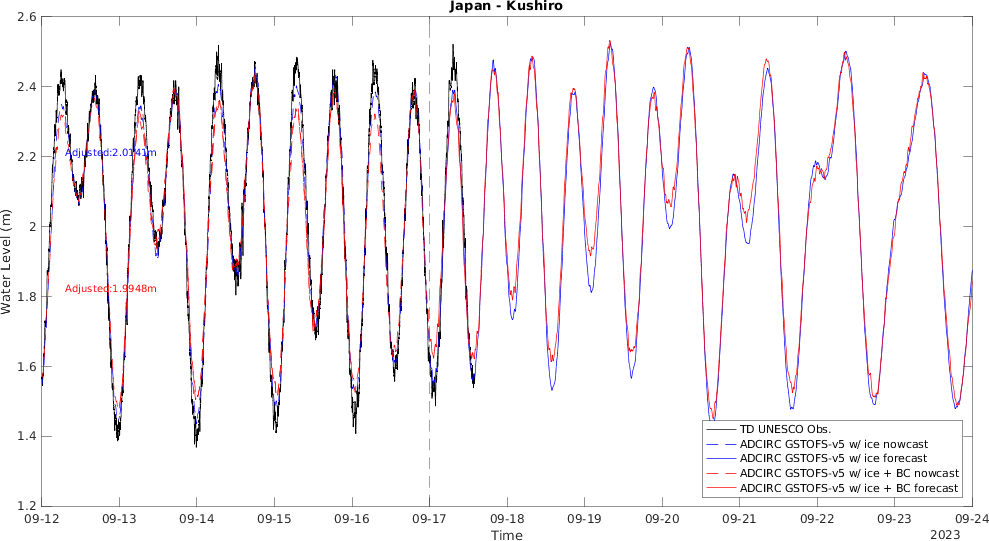 Japan - Kushiro
2.6
2.4
2.2
2
1.8
1.6
1.4
1.2
Water Level (m)
Adjusted:2.0141m
Adjusted:1.9948m
TD UNESCO Obs.
ADCIRC GSTOFS-v5 w/ ice nowcast
ADCIRC GSTOFS-v5 w/ ice forecast
ADCIRC GSTOFS-v5 w/ ice + BC nowcast
ADCIRC GSTOFS-v5 w/ ice + BC forecast
09-12 09-13 09-14 09-15 09-16 09-17 09-18 09-19 09-20 09-21 09-22 09-23 09-24
Time
2023